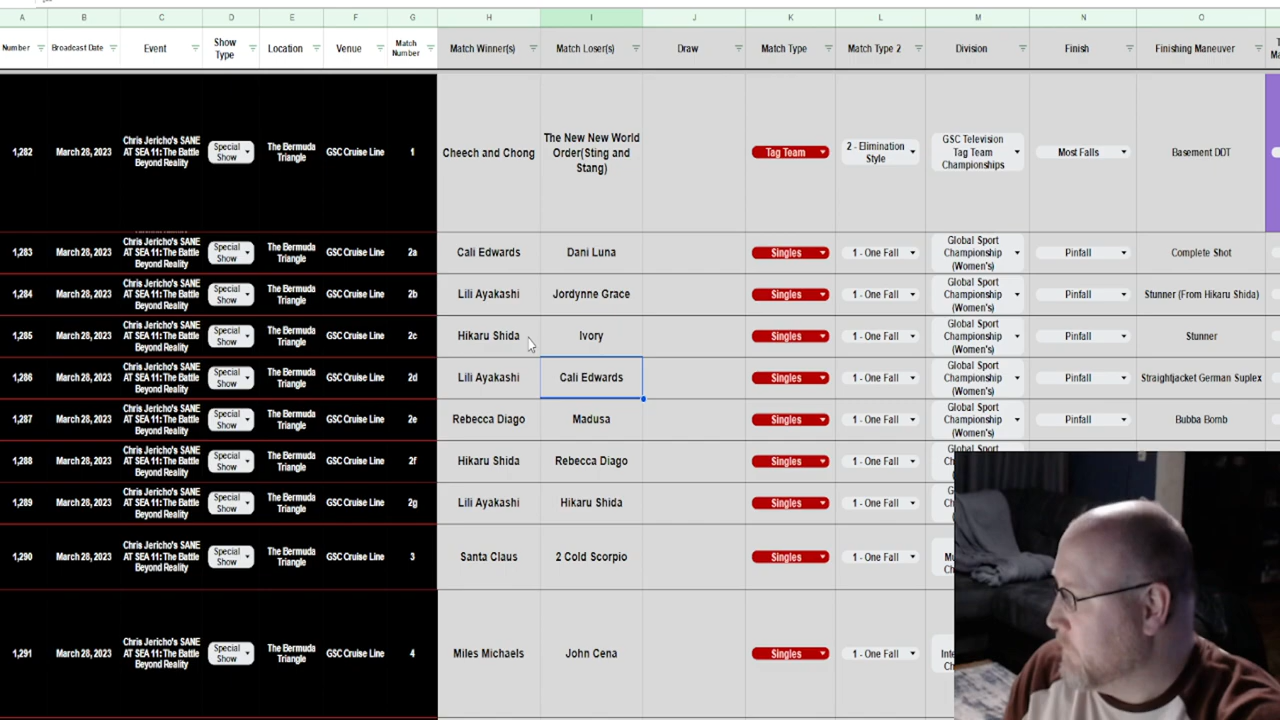 A B C D E F G H I J K L M N O
Number Broadcast Date Event Show Type Location Venue Match Number Match Winner(s) Match Loser(s) Draw Match Type Match Type 2 Division Finish Finishing Maneuver
1,282 March 28, 2023 Chris Jericho's SANE AT SEA 11: The Battle Beyond Reality Special Show The Bermuda Triangle GSC Cruise Line 1 Cheech and Chong The New New World Order(Sting and Stang) Tag Team 2 - Elimination Style GSC Television Tag Team Championships Most Falls Basement DDT
1,283 March 28, 2023 Chris Jericho's SANE AT SEA 11: The Battle Beyond Reality Special Show The Bermuda Triangle GSC Cruise Line 2a Cali Edwards Dani Luna Singles 1 - One Fall Global Sport Championship (Women's) Pinfall Complete Shot
1,284 March 28, 2023 Chris Jericho's SANE AT SEA 11: The Battle Beyond Reality Special Show The Bermuda Triangle GSC Cruise Line 2b Lili Ayakashi Jordynne Grace Singles 1 - One Fall Global Sport Championship (Women's) Pinfall Stunner (From Hikaru Shida)
1,285 March 28, 2023 Chris Jericho's SANE AT SEA 11: The Battle Beyond Reality Special Show The Bermuda Triangle GSC Cruise Line 2c Hikaru Shida Ivory Singles 1 - One Fall Global Sport Championship (Women's) Pinfall Stunner
1,286 March 28, 2023 Chris Jericho's SANE AT SEA 11: The Battle Beyond Reality Special Show The Bermuda Triangle GSC Cruise Line 2d Lili Ayakashi Cali Edwards Singles 1 - One Fall Global Sport Championship (Women's) Pinfall Straightjacket German Suplex
1,287 March 28, 2023 Chris Jericho's SANE AT SEA 11: The Battle Beyond Reality Special Show The Bermuda Triangle GSC Cruise Line 2e Rebecca Diago Madusa Singles 1 - One Fall Global Sport Championship (Women's) Pinfall Bubba Bomb
1,288 March 28, 2023 Chris Jericho's SANE AT SEA 11: The Battle Beyond Reality Special Show The Bermuda Triangle GSC Cruise Line 2f Hikaru Shida Rebecca Diago Singles 1 - One Fall
1,289 March 28, 2023 Chris Jericho's SANE AT SEA 11: The Battle Beyond Reality Special Show The Bermuda Triangle GSC Cruise Line 2g Lili Ayakashi Hikaru Shida Singles 1 - One Fall
1,290 March 28, 2023 Chris Jericho's SANE AT SEA 11: The Battle Beyond Reality Special Show The Bermuda Triangle GSC Cruise Line 3 Santa Claus 2 Cold Scorpio Singles 1 - One Fall
1,291 March 28, 2023 Chris Jericho's SANE AT SEA 11: The Battle Beyond Reality Special Show The Bermuda Triangle GSC Cruise Line 4 Miles Michaels John Cena Singles 1 - One Fall